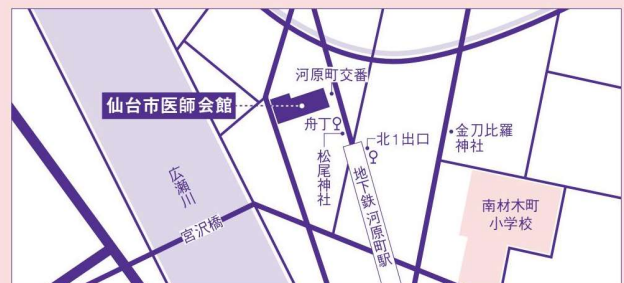 河原町交番
仙台市医師会館
舟丁
北1出口
金刀比羅
神社
松尾神社
地下鉄 河原町駅
広瀬川
宮沢橋
南材木町
小学校